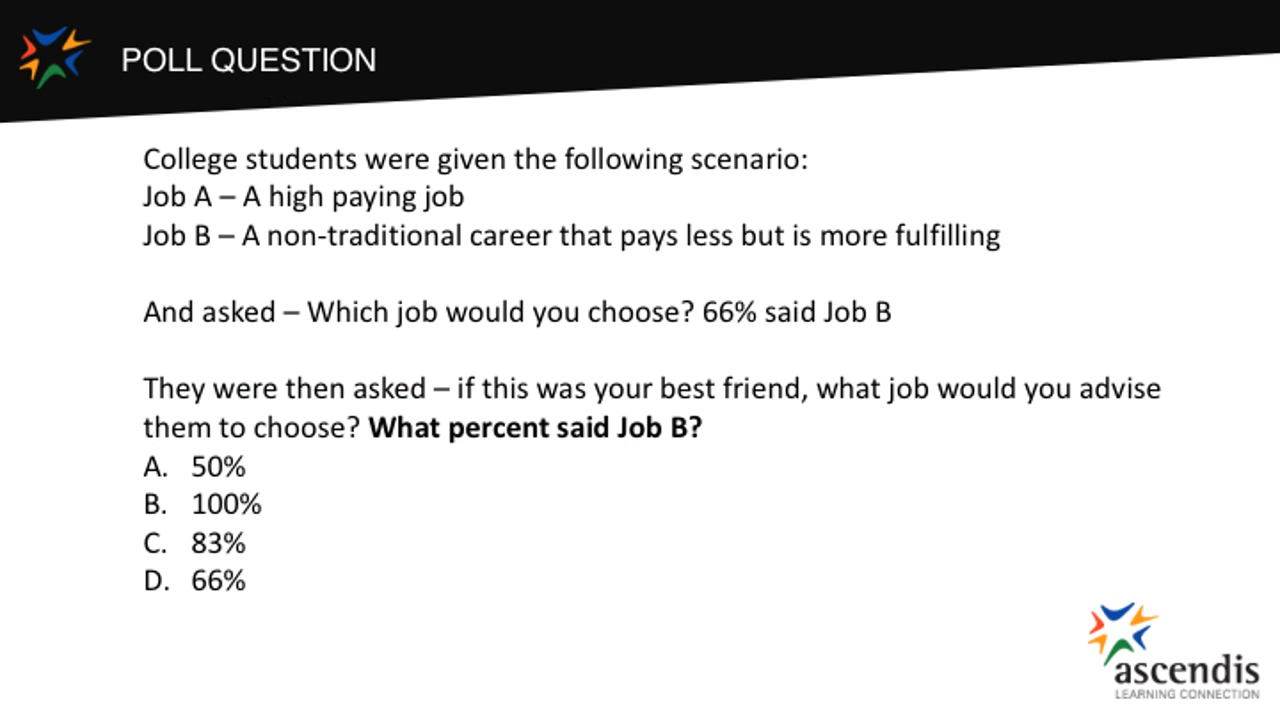 POLL QUESTION
College students were given the following scenario:
Job A – A high paying job
Job B – A non-traditional career that pays less but is more fulfilling
And asked – Which job would you choose? 66% said Job B
They were then asked – if this was your best friend, what job would you advise
them to choose? What percent said Job B?
A. 50%
B. 100%
C. 83%
D. 66%
ascendis
LEARNING CONNECTION